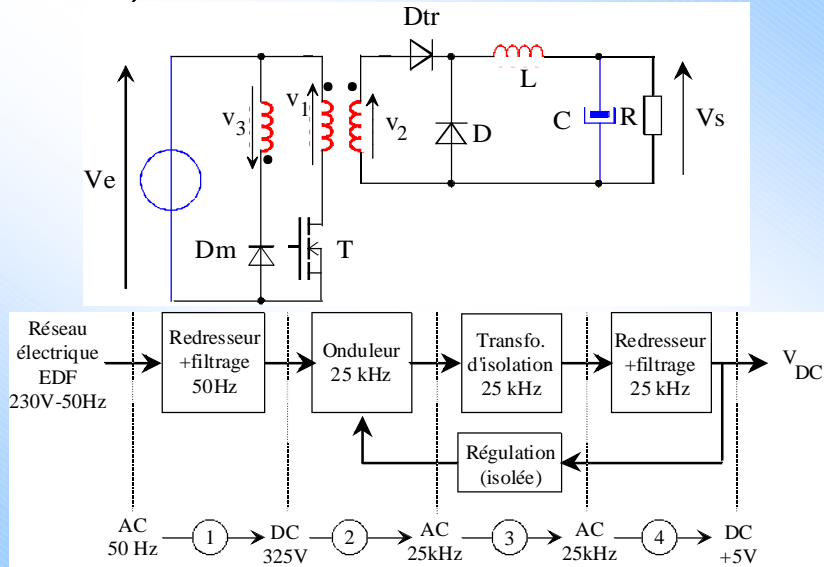 Dtr
L
v1
v3
v2
D
C
R
Vs
Ve
Dm
T
Réseau
électrique
EDF
230V-50Hz
Redresseur
+filtrage
50Hz
Onduleur
25 kHz
Transfo.
d'isolation
25 kHz
Redresseur
+filtrage
25 kHz
VDC
Régulation
(isolée)
AC
50 Hz
1
DC
325V
2
AC
25kHz
3
AC
25kHz
4
DC
+5V